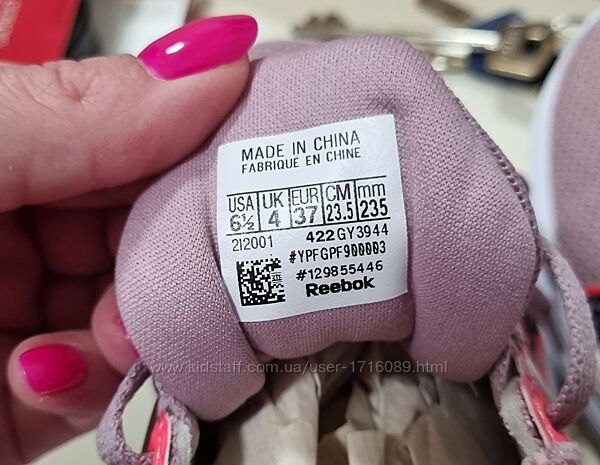 MADE IN CHINA
FABRIQUE EN CHINE
USA UK EUR CM mm
6½ 4 37 23.5 235
212001 422 GY3944
#YPFGPF900003
#129855446
Reebok
www.kidstaff.com.ua/user-1716089.html